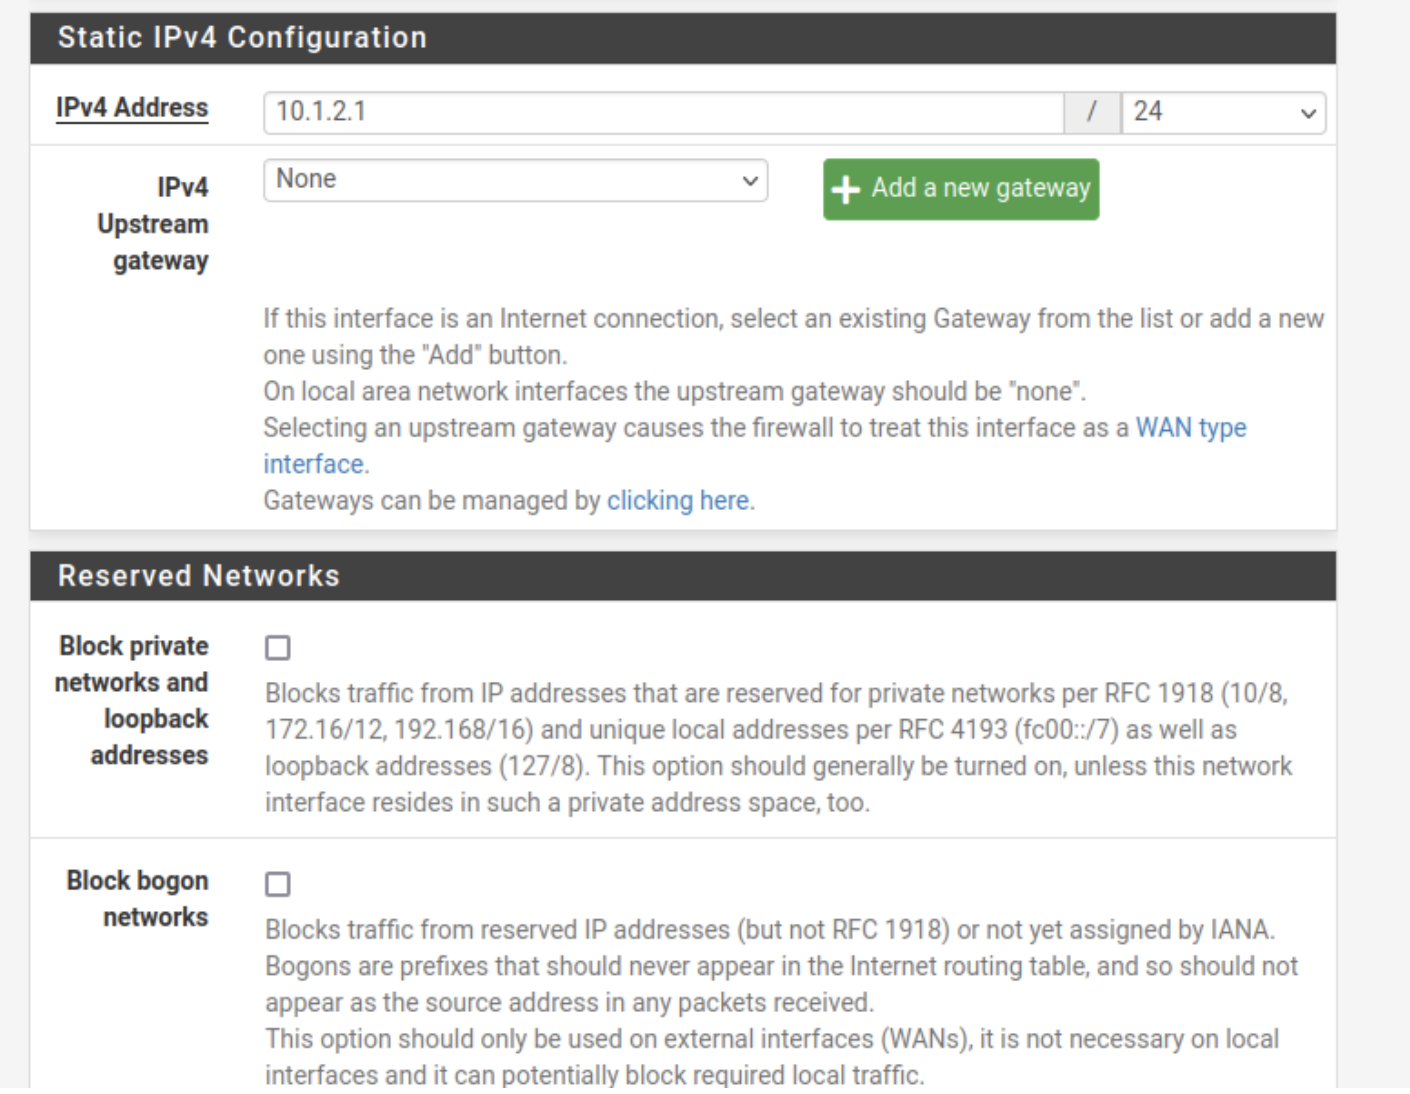 Static IPv4 Configuration
IPv4 Address
10.1.2.1
/
24
IPv4
Upstream
gateway
None
Add a new gateway
If this interface is an Internet connection, select an existing Gateway from the list or add a new
one using the "Add" button.
On local area network interfaces the upstream gateway should be "none".
Selecting an upstream gateway causes the firewall to treat this interface as a WAN type
interface.
Gateways can be managed by clicking here.
Reserved Networks
Block private
networks and
loopback
addresses
Blocks traffic from IP addresses that are reserved for private networks per RFC 1918 (10/8,
172.16/12, 192.168/16) and unique local addresses per RFC 4193 (fc00::/7) as well as
loopback addresses (127/8). This option should generally be turned on, unless this network
interface resides in such a private address space, too.
Block bogon
networks
Blocks traffic from reserved IP addresses (but not RFC 1918) or not yet assigned by IANA.
Bogons are prefixes that should never appear in the Internet routing table, and so should not
appear as the source address in any packets received.
This option should only be used on external interfaces (WANs), it is not necessary on local
interfaces and it can potentially block required local traffic.